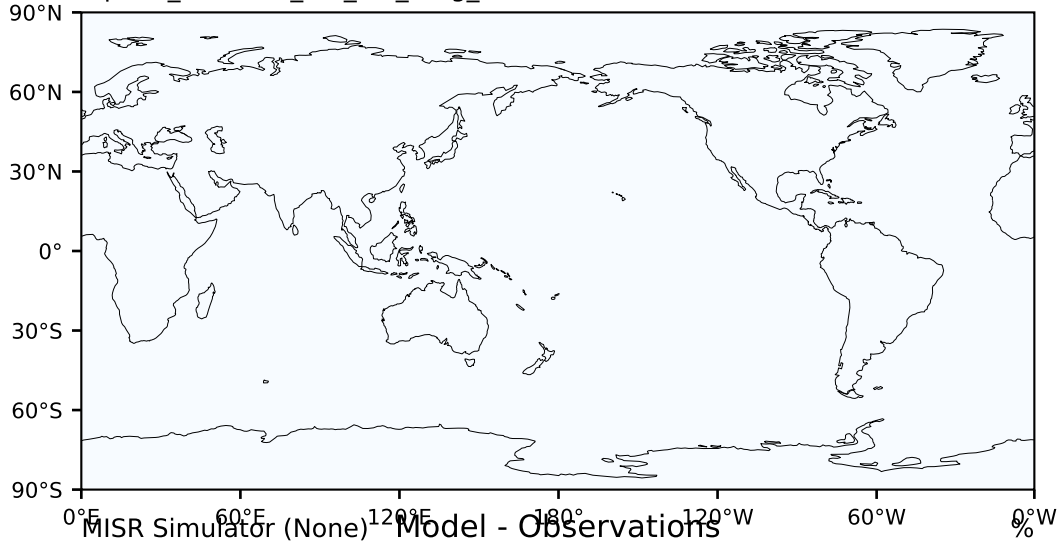 90°N
60°N
30°N
0°
30°S
60°S
90°S
0°E 60°E 120°E 180° 120°W 60°W 0°W
MISR Simulator (None) Model - Observations %